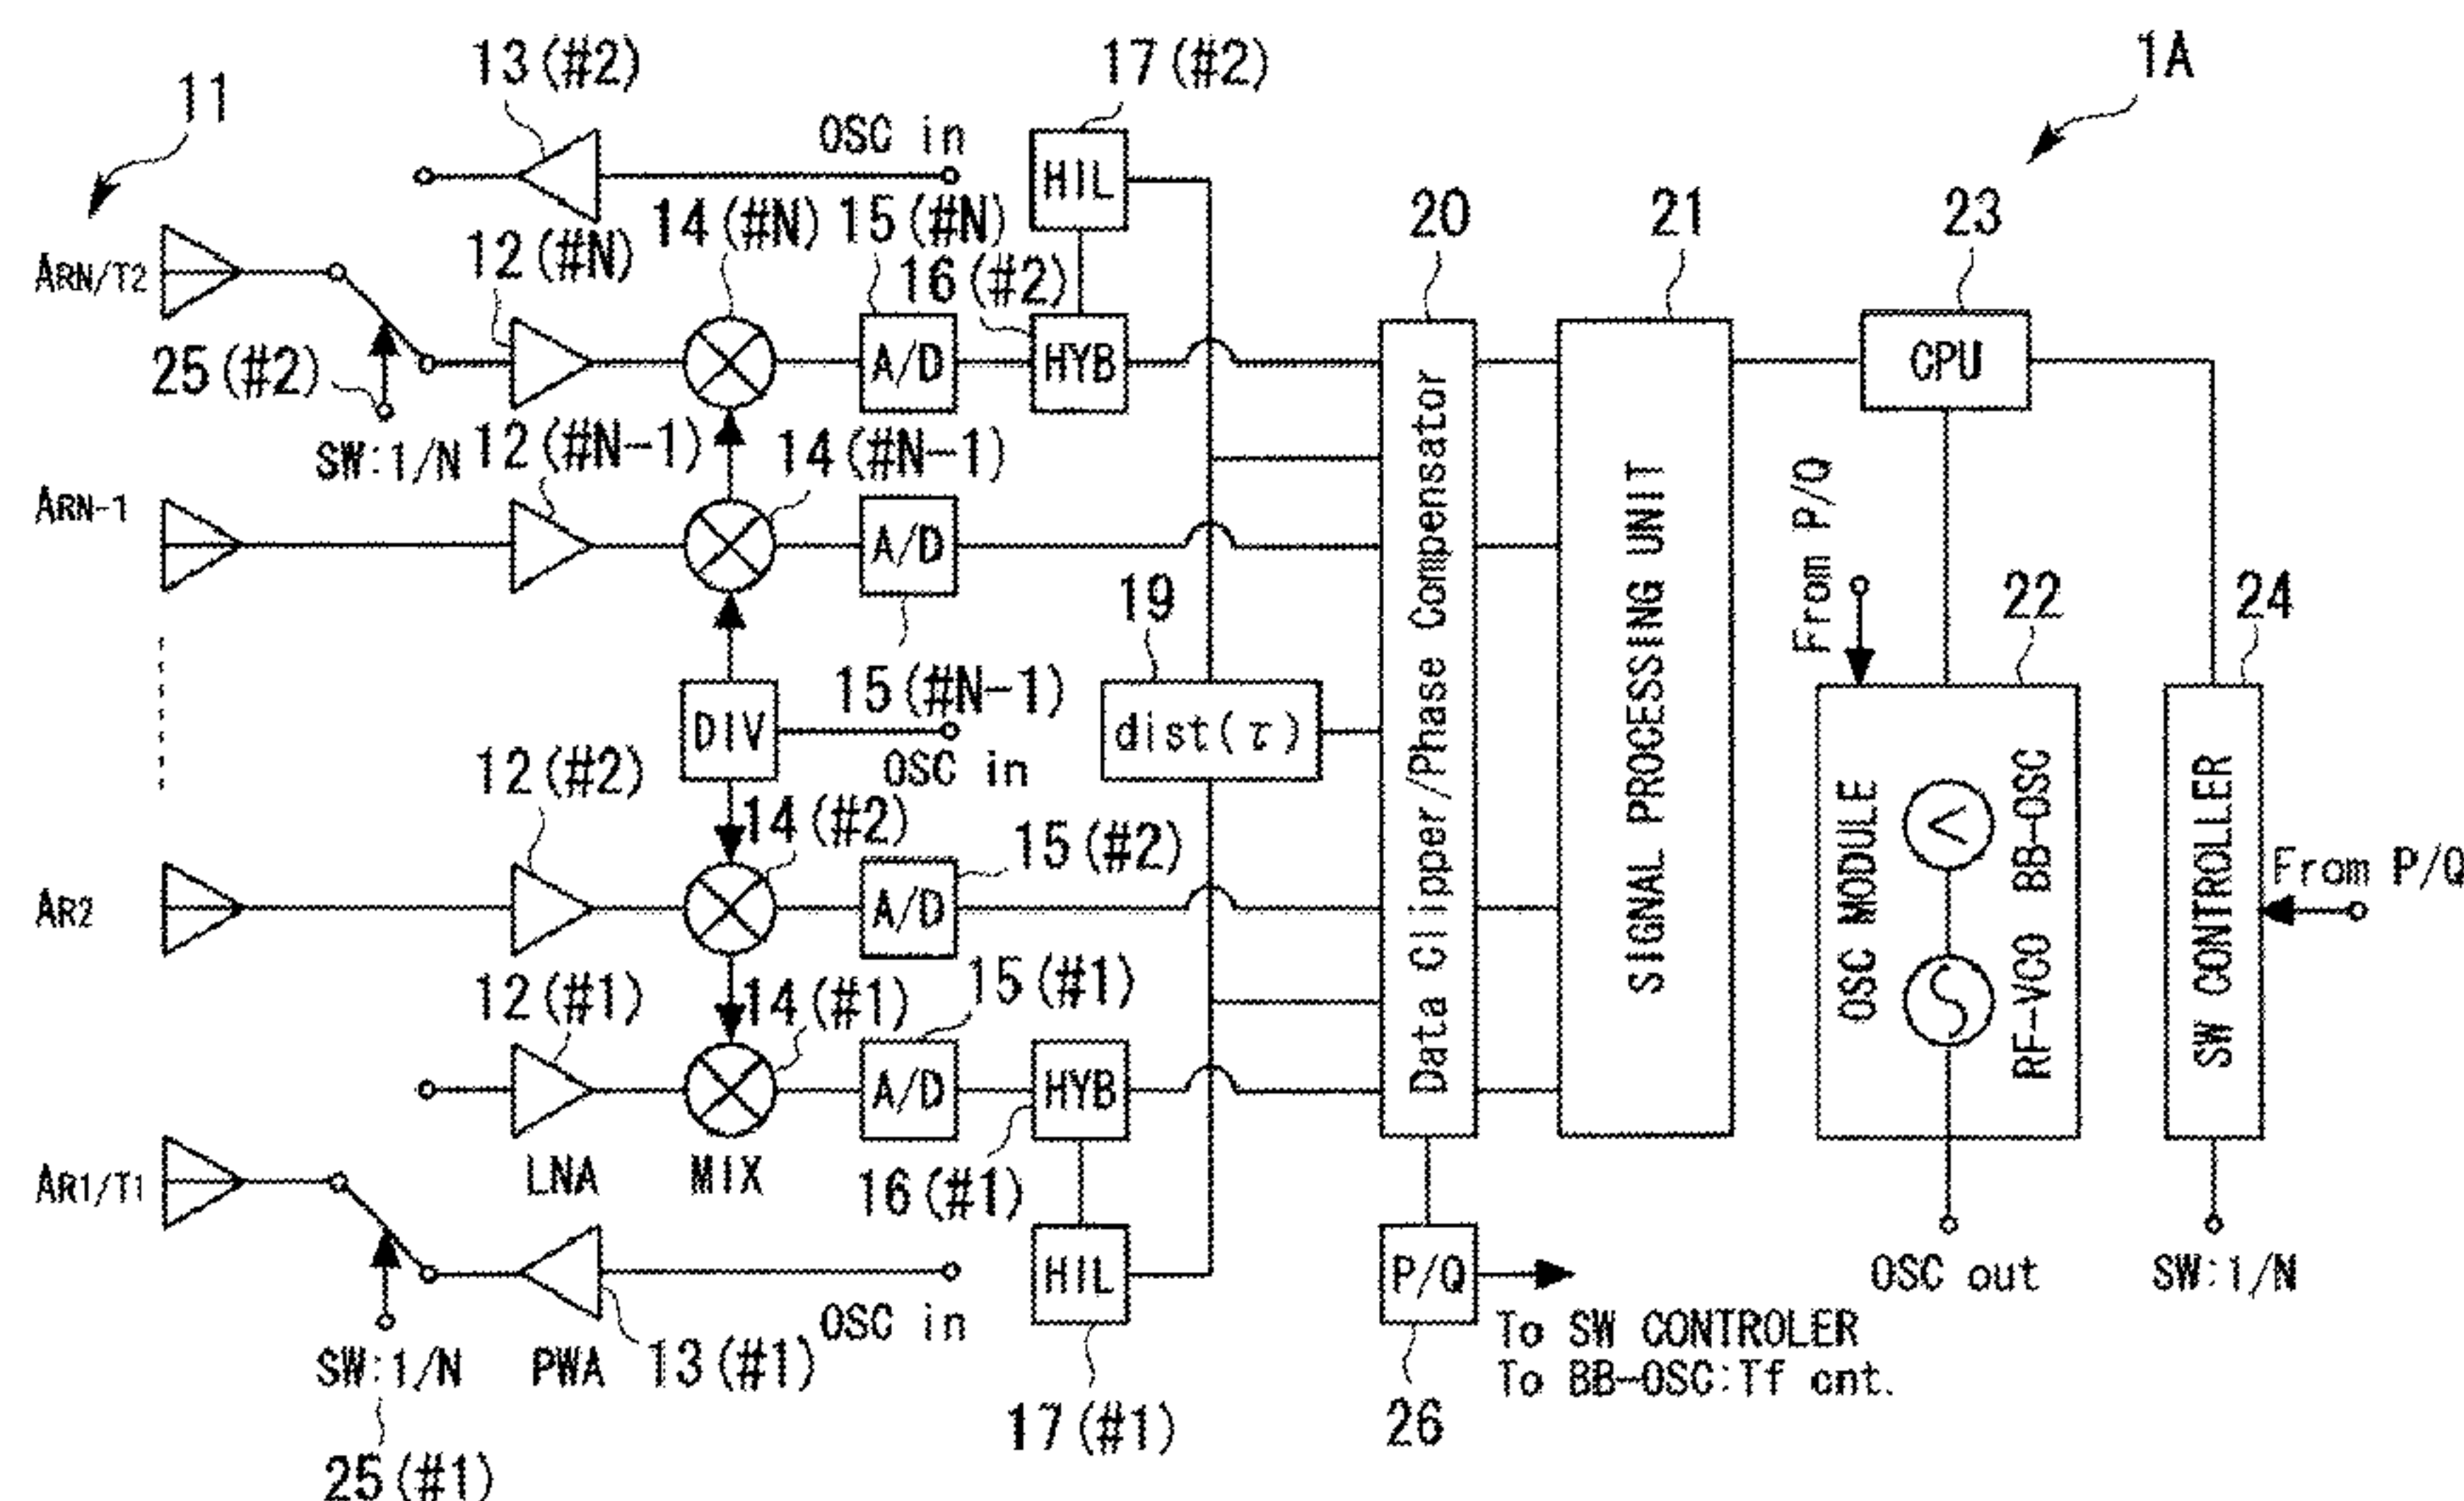 13(#2)
17(#2)
1A
11
OSC in
HIL
14(#N)
15(#N)
20
21
23
ARN/T2
12(#N)
16(#2)
25(#2)
A/D
HYB
CPU
SW:1/N
12(#N-1)
14(#N-1)
ARN-1
A/D
From P/Q
19
22
24
15(#N-1)
DIV
OSC in
dist(τ)
Data Clipper/Phase Compensator
SIGNAL PROCESSING UNIT
OSC MODULE
RF-VCO BB-OSC
SW CONTROLLER
From P/Q
12(#2)
14(#2)
15(#2)
AR2
A/D
12(#1)
14(#1)
15(#1)
A/D
HYB
AR1/T1
LNA
MIX
16(#1)
HIL
P/Q
OSC out
SW:1/N
OSC in
To SW CONTROLER
To BB-OSC:Tf cnt.
SW:1/N
PWA
13(#1)
17(#1)
26
25(#1)